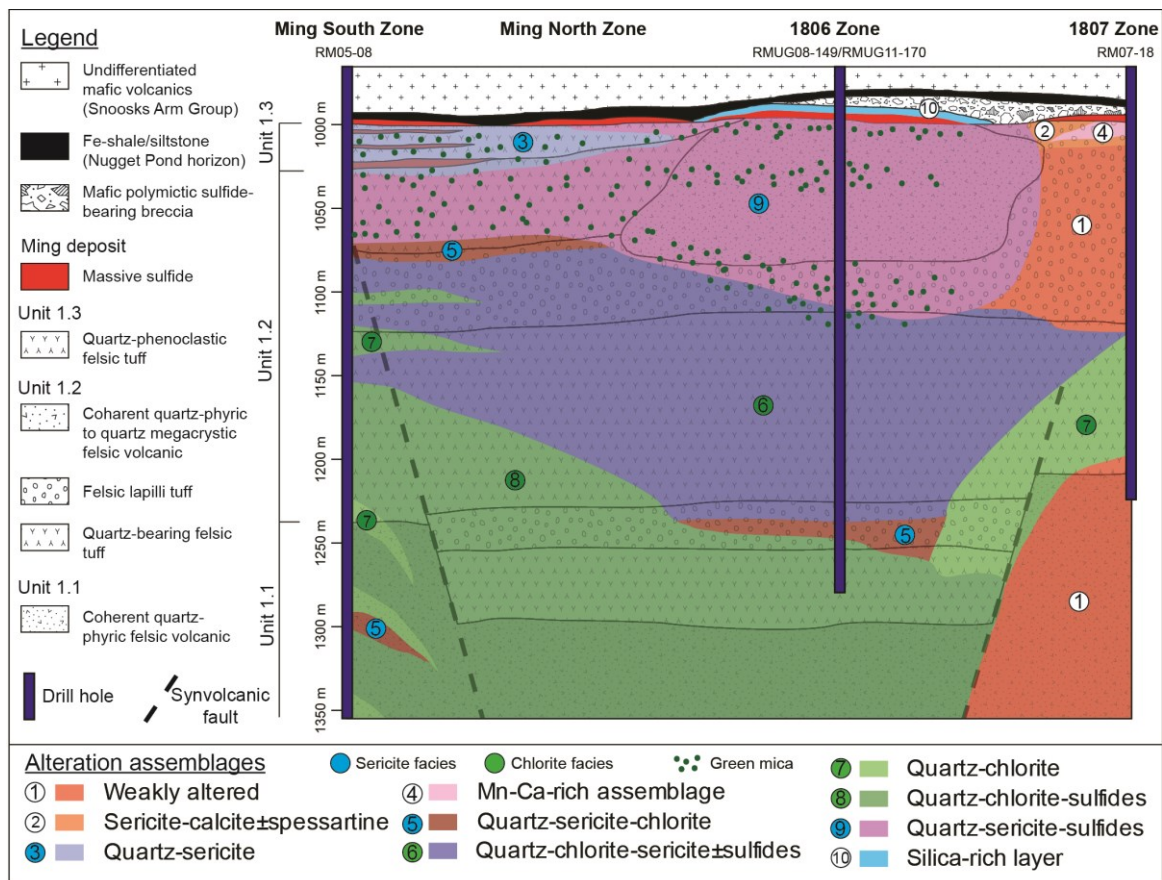 Legend
Undifferentiated
mafic volcanics
(Snoosks Arm Group)
Fe-shale/siltstone
(Nugget Pond horizon)
Mafic polymictic sulfide-
bearing breccia
Ming deposit
Massive sulfide
Unit 1.3
Quartz-phenoclastic
felsic tuff
Unit 1.2
Coherent quartz-phyric
to quartz megacrystic
felsic volcanic
Felsic lapilli tuff
Quartz-bearing felsic
tuff
Unit 1.1
Coherent quartz-
phyric felsic volcanic
Drill hole
Synvolcanic
fault
Ming South Zone
RM05-08
Ming North Zone
1806 Zone
RMUG08-149/RMUG11-170
1807 Zone
RM07-18
Unit 1.3
Unit 1.2
Unit 1.1
1000 m
1050 m
1100 m
1150 m
1200 m
1250 m
1300 m
1350 m
10
3
2
4
9
1
5
7
6
7
8
7
5
1
5
Alteration assemblages
Sericite facies
Chlorite facies
Green mica
1 Weakly altered
2 Sericite-calcite±spessartine
3 Quartz-sericite
4 Mn-Ca-rich assemblage
5 Quartz-sericite-chlorite
6 Quartz-chlorite-sericite±sulfides
7 Quartz-chlorite
8 Quartz-chlorite-sulfides
9 Quartz-sericite-sulfides
10 Silica-rich layer